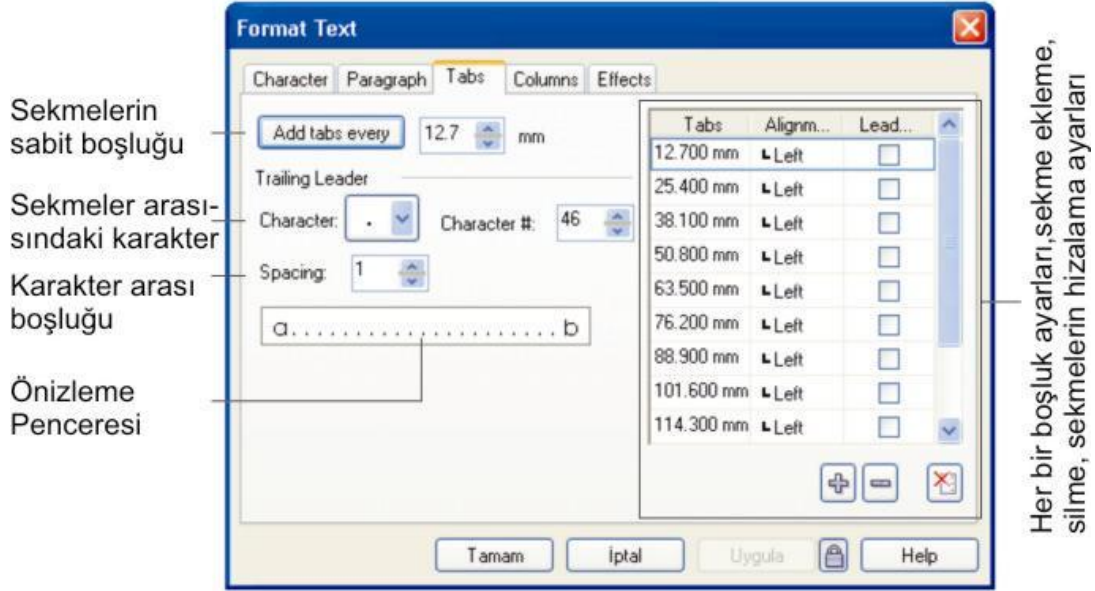 Format Text
Character Paragraph Tabs Columns Effects
Sekmelerin
sabit boşluğu
Add tabs every 12.7 mm
Trailing Leader
Sekmeler arası-
sındaki karakter
Character: . Character #: 46
Karakter arası
boşluğu
Spacing: 1
a......................b
Önizleme
Penceresi
Tabs Alignm... Lead...
12.700 mm Left
25.400 mm Left
38.100 mm Left
50.800 mm Left
63.500 mm Left
76.200 mm Left
88.900 mm Left
101.600 mm Left
114.300 mm Left
Tamam İptal Uygula Help
Her bir boşluk ayarları,sekme ekleme,
silme, sekmelerin hizalama ayarları